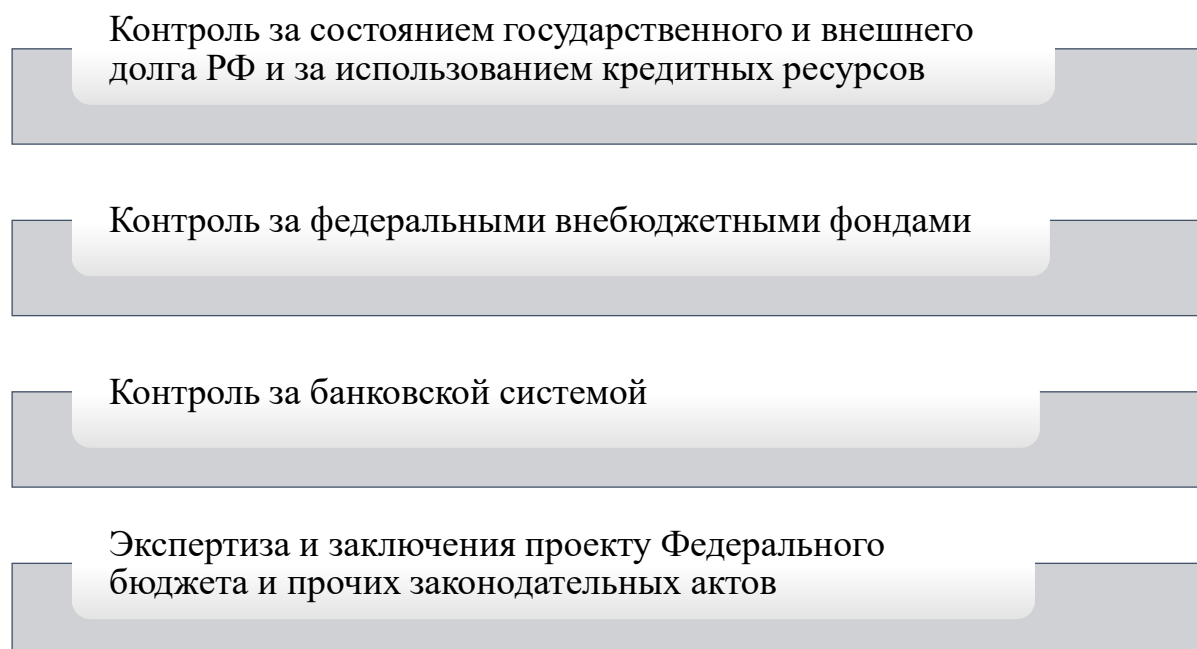 Контроль за состоянием государственного и внешнего
долга РФ и за использованием кредитных ресурсов
Контроль за федеральными внебюджетными фондами
Контроль за банковской системой
Экспертиза и заключения проекту Федерального
бюджета и прочих законодательных актов